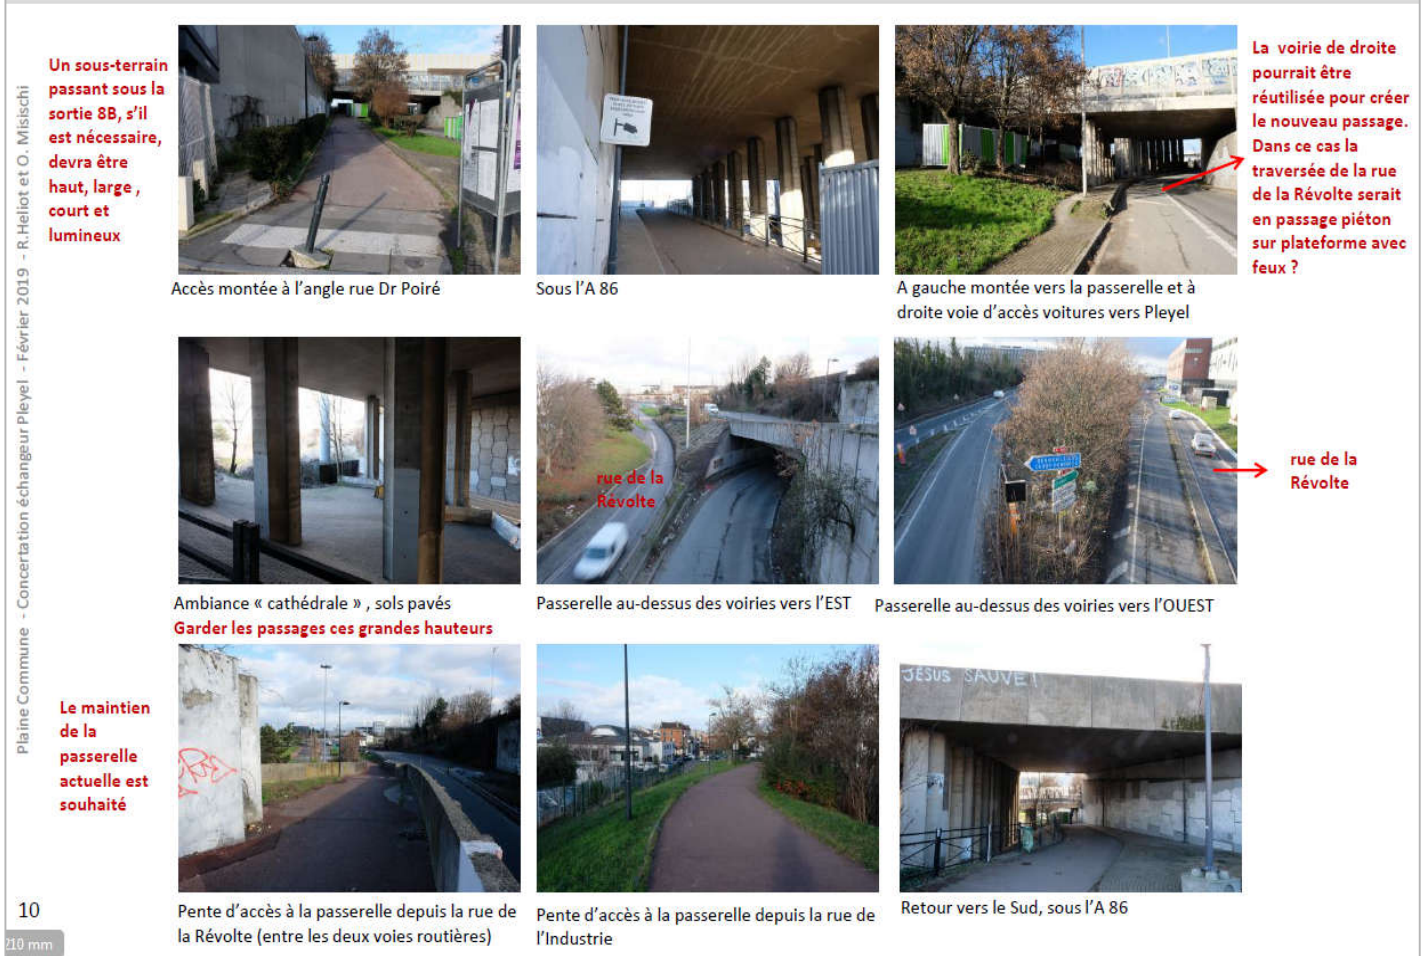 Plaine Commune - Concertation échangeur Pleyel - Février 2019 - R.Heliot et O. Misischi
Un sous-terrain
passant sous la
sortie 8B, s’il
est nécessaire,
devra être
haut, large ,
court et
lumineux
La voirie de droite
pourrait être
réutilisée pour créer
le nouveau passage.
Dans ce cas la
traversée de la rue
de la Révolte serait
en passage piéton
sur plateforme avec
feux ?
Accès montée à l’angle rue Dr Poiré
Sous l’A 86
A gauche montée vers la passerelle et à
droite voie d’accès voitures vers Pleyel
rue de la
Révolte
rue de la
Révolte
Ambiance « cathédrale » , sols pavés
Garder les passages ces grandes hauteurs
Passerelle au-dessus des voiries vers l’EST
Passerelle au-dessus des voiries vers l’OUEST
JESUS SAUVE !
Le maintien
de la
passerelle
actuelle est
souhaité
Pente d’accès à la passerelle depuis la rue de
la Révolte (entre les deux voies routières)
Pente d’accès à la passerelle depuis la rue de
l’Industrie
Retour vers le Sud, sous l’A 86
10
210 mm